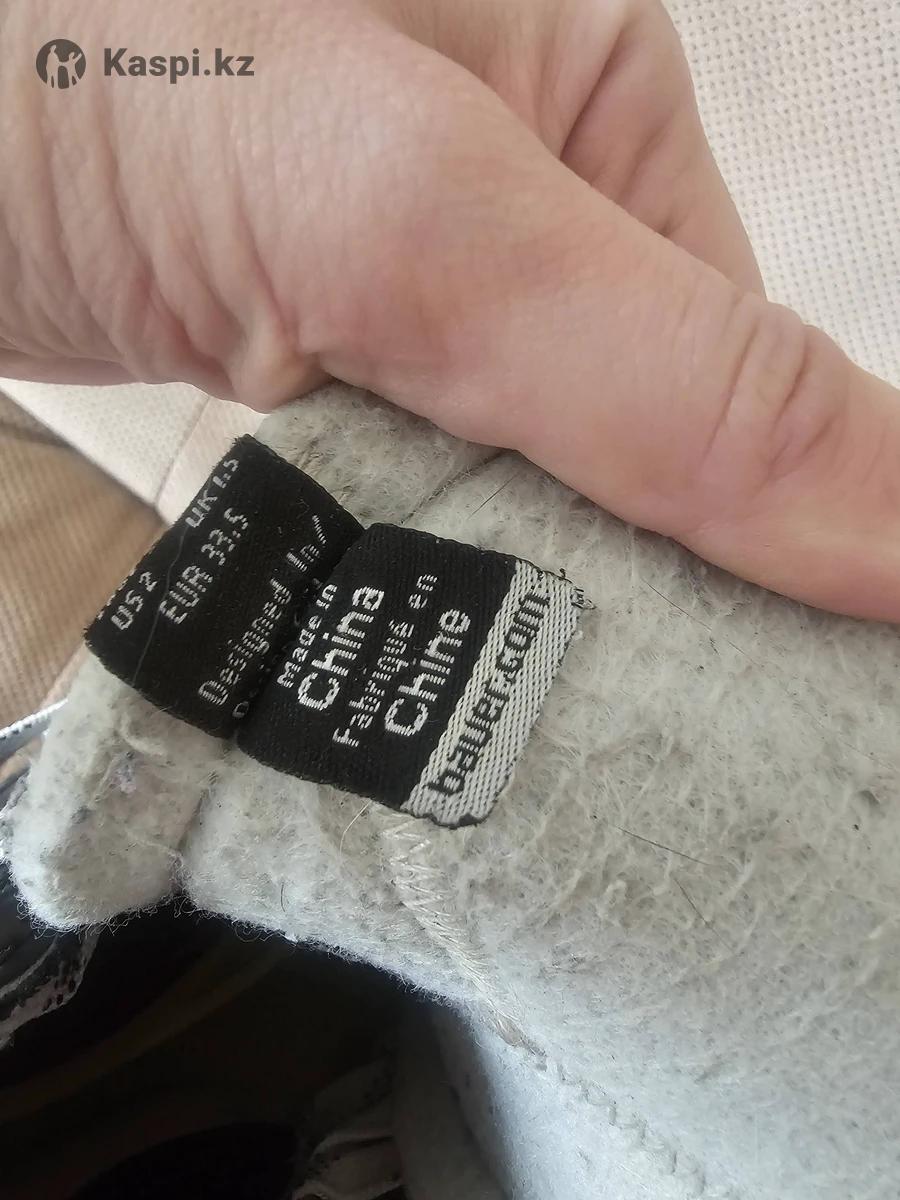 Kaspi.kz
US 2 UK 1.5
EUR 33.5
Designed In/
Made in
China
Fabriqué en
Chine
bauer.com